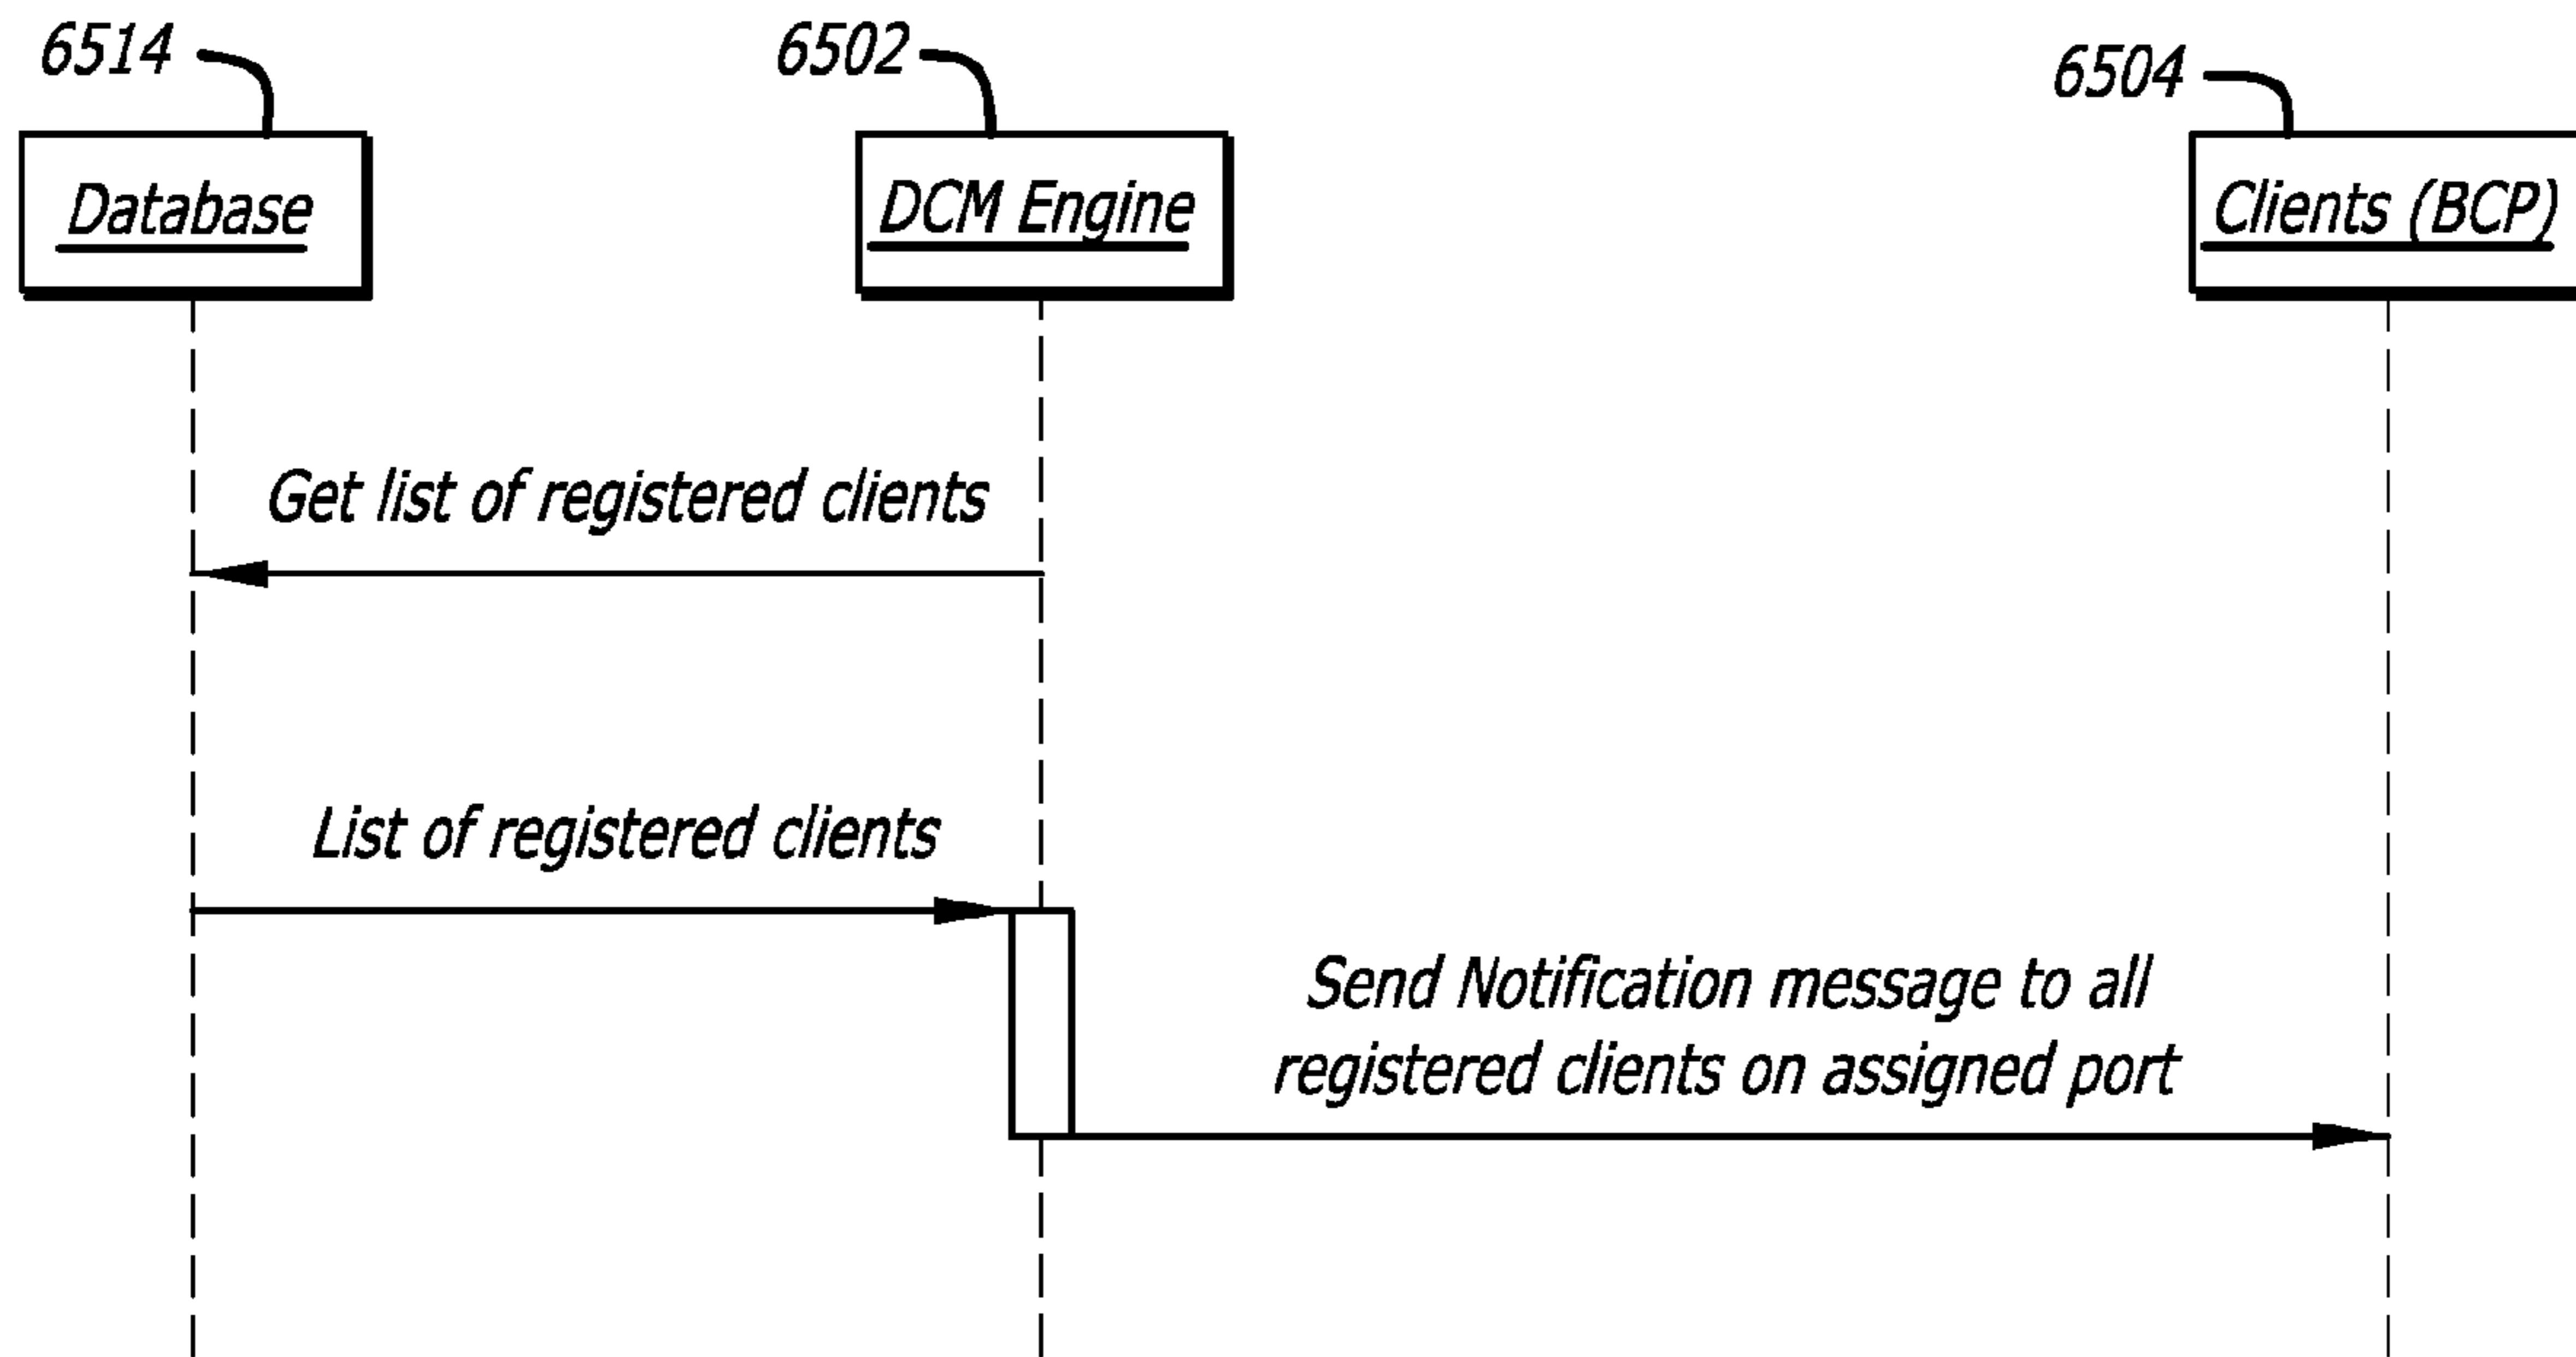 6514
6502
6504
Database
DCM Engine
Clients (BCP)
Get list of registered clients
List of registered clients
Send Notification message to all
registered clients on assigned port